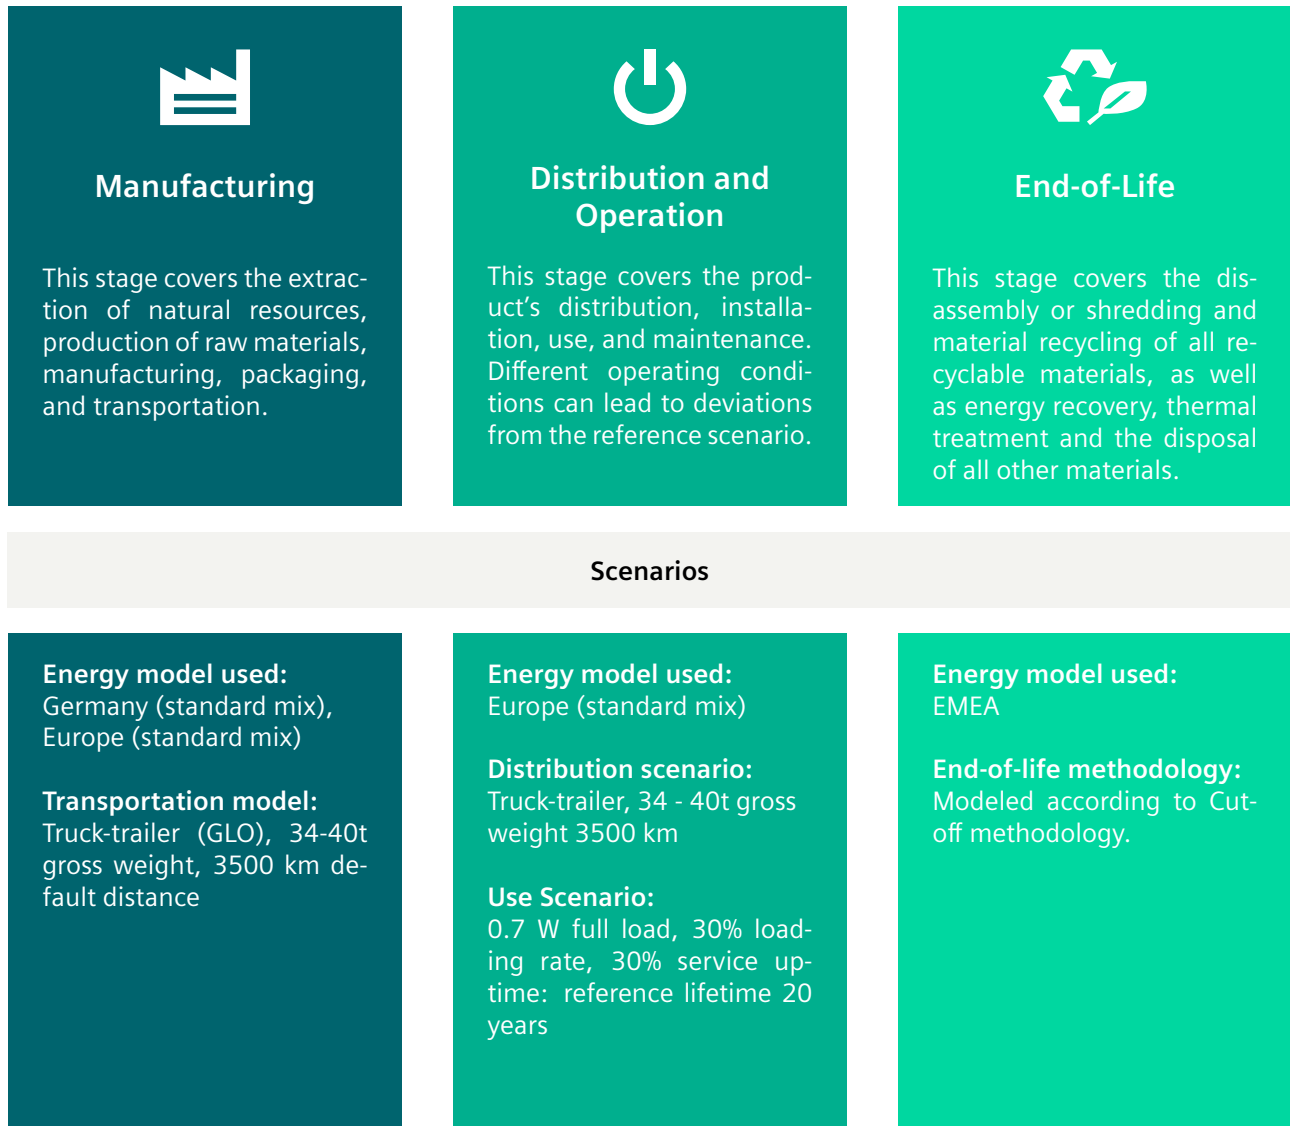 Manufacturing
This stage covers the extrac-
tion of natural resources,
production of raw materials,
manufacturing, packaging,
and transportation.
Distribution and
Operation
This stage covers the prod-
uct’s distribution, installa-
tion, use, and maintenance.
Different operating condi-
tions can lead to deviations
from the reference scenario.
End-of-Life
This stage covers the dis-
assembly or shredding and
material recycling of all re-
cyclable materials, as well
as energy recovery, thermal
treatment and the disposal
of all other materials.
Scenarios
Energy model used:
Germany (standard mix),
Europe (standard mix)
Transportation model:
Truck-trailer (GLO), 34-40t
gross weight, 3500 km de-
fault distance
Energy model used:
Europe (standard mix)
Distribution scenario:
Truck-trailer, 34 - 40t gross
weight 3500 km
Use Scenario:
0.7 W full load, 30% load-
ing rate, 30% service up-
time: reference lifetime 20
years
Energy model used:
EMEA
End-of-life methodology:
Modeled according to Cut-
off methodology.